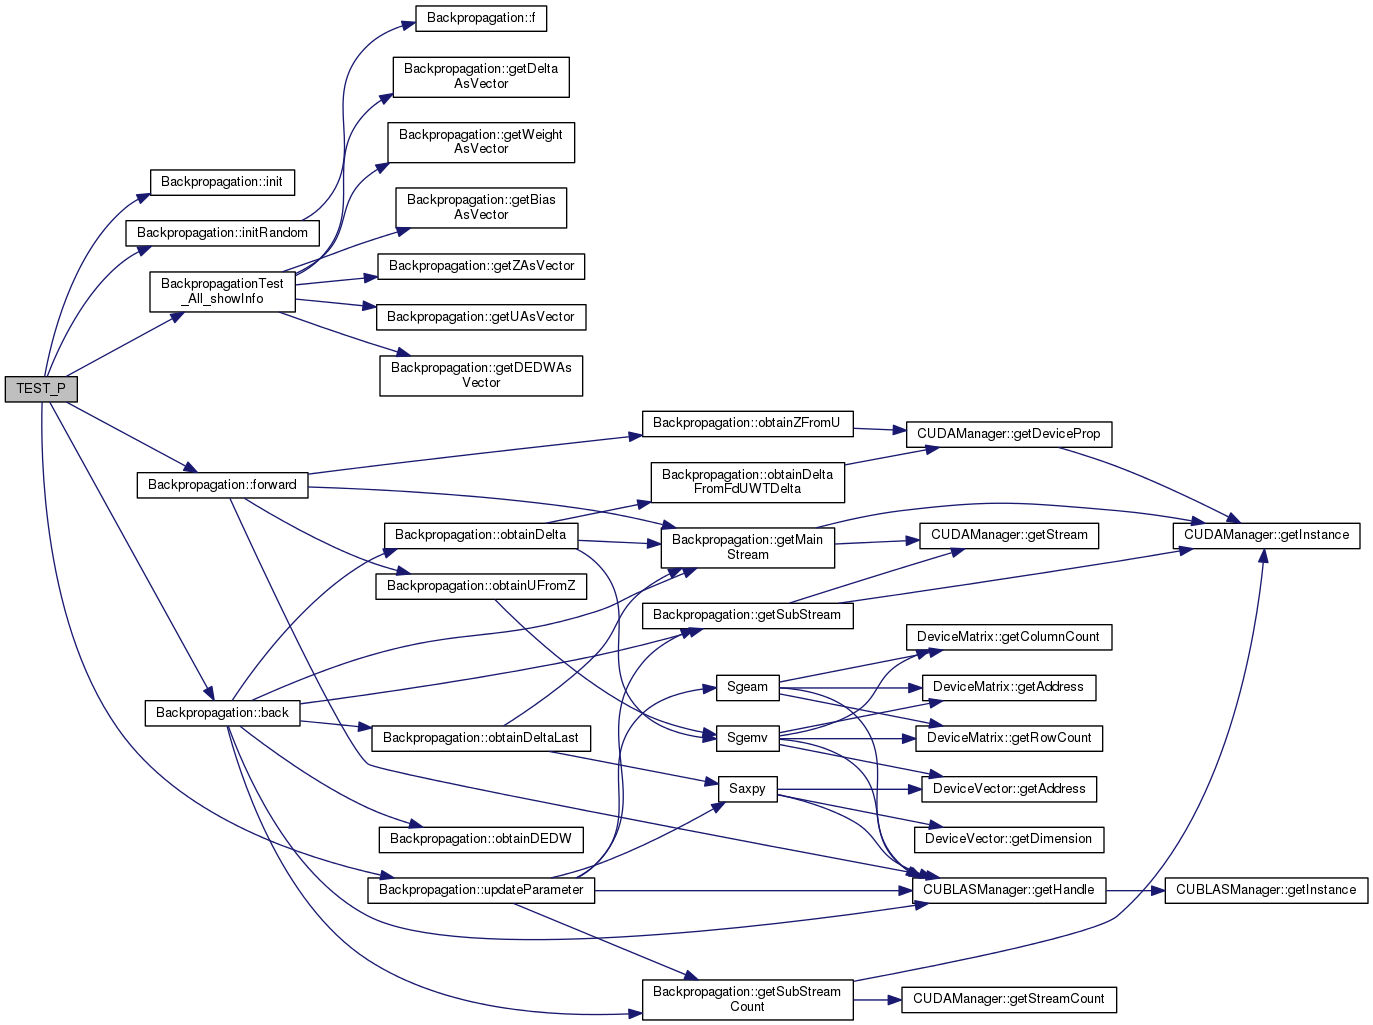 TEST_P
Backpropagation::init
Backpropagation::initRandom
BackpropagationTest
_All_showInfo
Backpropagation::forward
Backpropagation::back
Backpropagation::f
Backpropagation::getDelta
AsVector
Backpropagation::getWeight
AsVector
Backpropagation::getBias
AsVector
Backpropagation::getZAsVector
Backpropagation::getUAsVector
Backpropagation::getDEDWAs
Vector
Backpropagation::obtainDelta
Backpropagation::obtainUFromZ
Backpropagation::obtainDeltaLast
Backpropagation::obtainDEDW
Backpropagation::updateParameter
Backpropagation::obtainZFromU
Backpropagation::obtainDelta
FromFdUWTDelta
Backpropagation::getMain
Stream
Backpropagation::getSubStream
Sgeam
Sgemv
Saxpy
Backpropagation::getSubStream
Count
CUDAManager::getDeviceProp
CUDAManager::getStream
DeviceMatrix::getColumnCount
DeviceMatrix::getAddress
DeviceMatrix::getRowCount
DeviceVector::getAddress
DeviceVector::getDimension
CUBLASManager::getHandle
CUDAManager::getStreamCount
CUDAManager::getInstance
CUBLASManager::getInstance